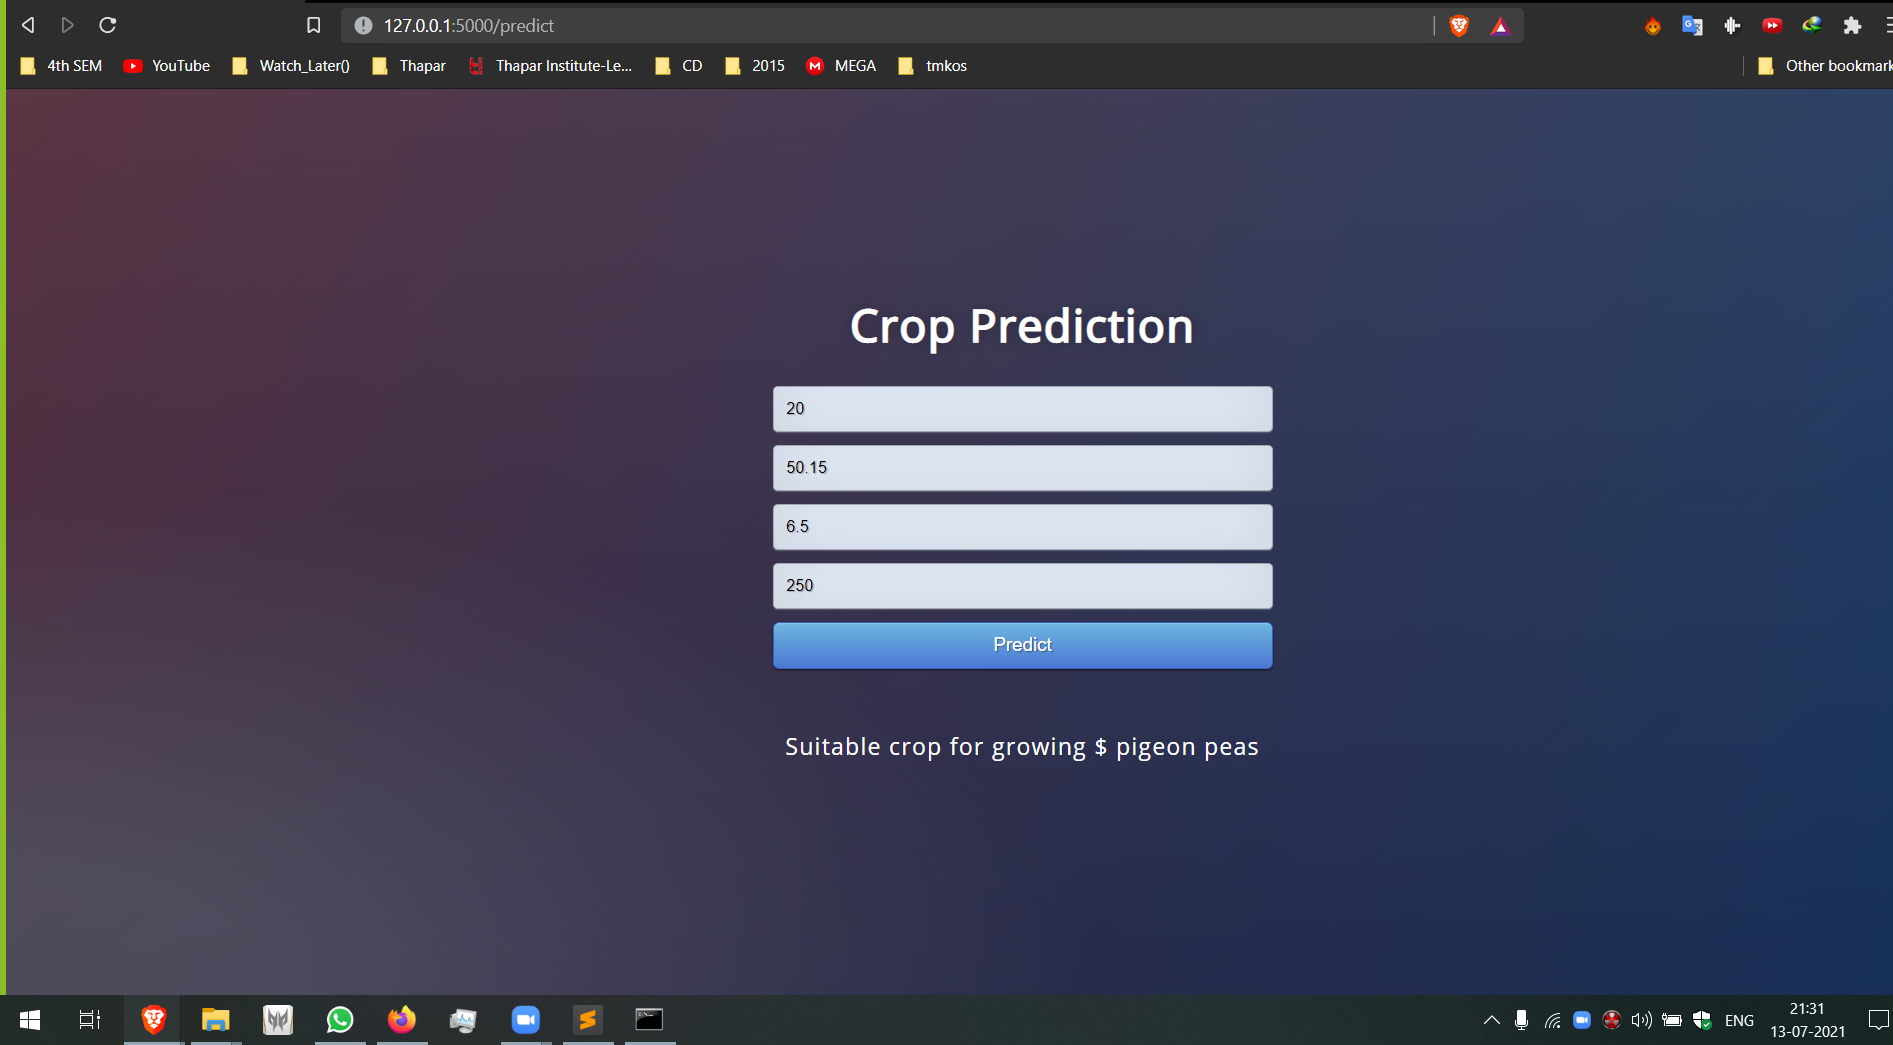 127.0.0.1:5000/predict
4th SEM YouTube Watch_Later() Thapar Thapar Institute-Le... CD 2015 MEGA tmkos Other bookmark
Crop Prediction
20
50.15
6.5
250
Predict
Suitable crop for growing $ pigeon peas
ENG
21:31
13-07-2021